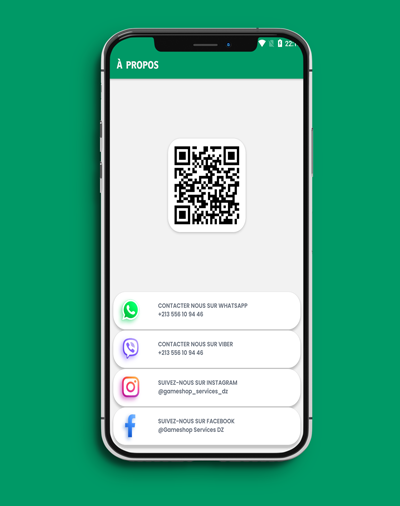 22:1
À PROPOS
CONTACTER NOUS SUR WHATSAPP
+213 556 10 94 46
CONTACTER NOUS SUR VIBER
+213 556 10 94 46
SUIVEZ-NOUS SUR INSTAGRAM
@gameshop_services_dz
SUIVEZ-NOUS SUR FACEBOOK
@Gameshop Services DZ